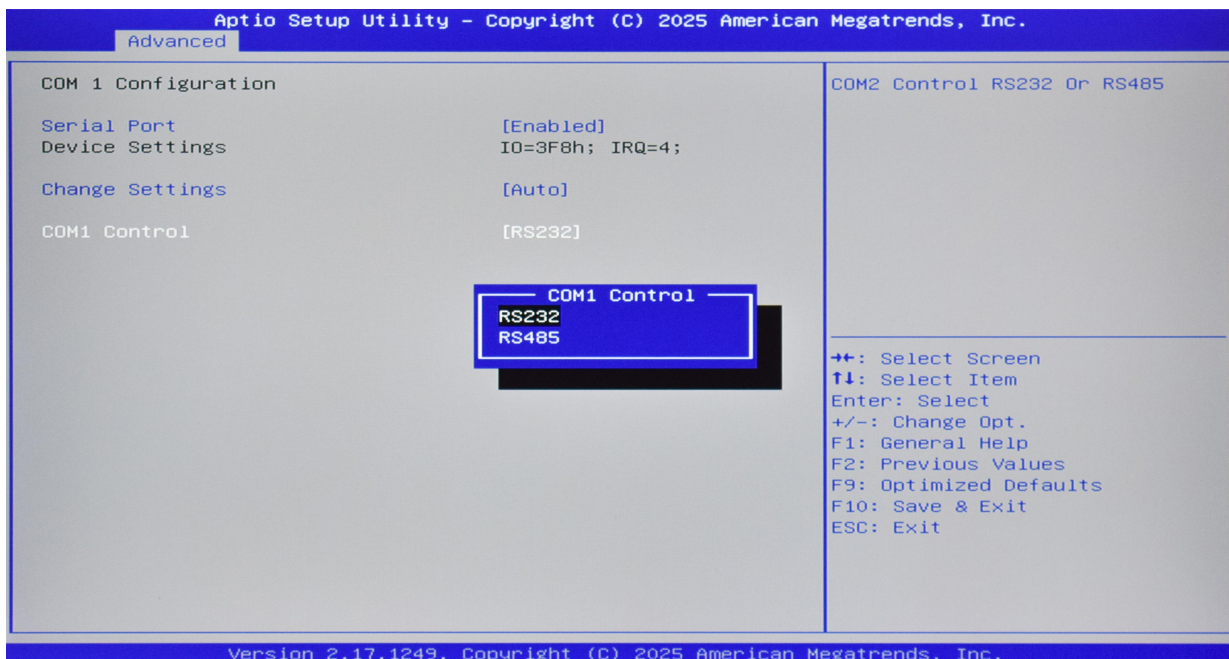 Aptio Setup Utility – Copyright (C) 2025 American Megatrends, Inc.
Advanced
COM 1 Configuration
Serial Port [Enabled]
Device Settings IO=3F8h; IRQ=4;
Change Settings [Auto]
COM1 Control [RS232]
COM1 Control
RS232
RS485
COM2 Control RS232 Or RS485
→←: Select Screen
↑↓: Select Item
Enter: Select
+/-: Change Opt.
F1: General Help
F2: Previous Values
F9: Optimized Defaults
F10: Save & Exit
ESC: Exit
Version 2.17.1249. Copyright (C) 2025 American Megatrends, Inc.